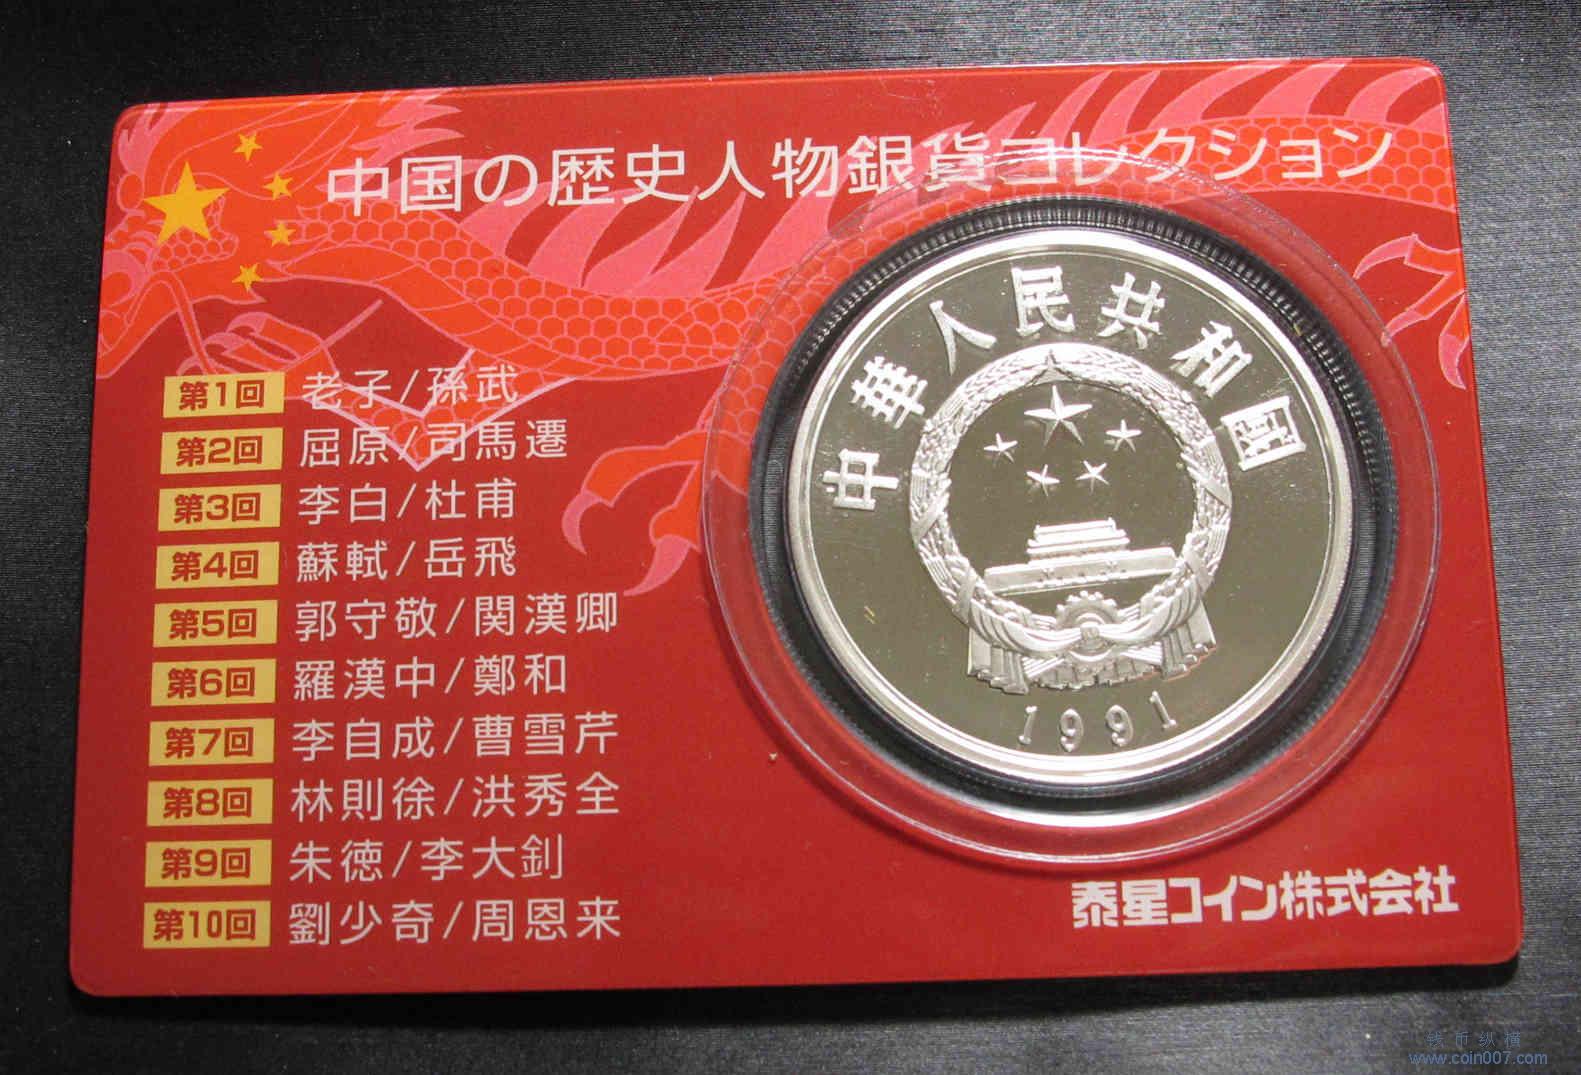 中国の歴史人物銀貨コレクション
中華人民共和國
第1回 老子/孫武
第2回 屈原/司馬遷
第3回 李白/杜甫
第4回 蘇軾/岳飛
第5回 郭守敬/関漢卿
第6回 羅漢中/鄭和
第7回 李自成/曹雪芹
第8回 林則徐/洪秀全
第9回 朱徳/李大釗
第10回 劉少奇/周恩来
1991
泰星コイン株式会社
钱币纵横
www.coin007.com